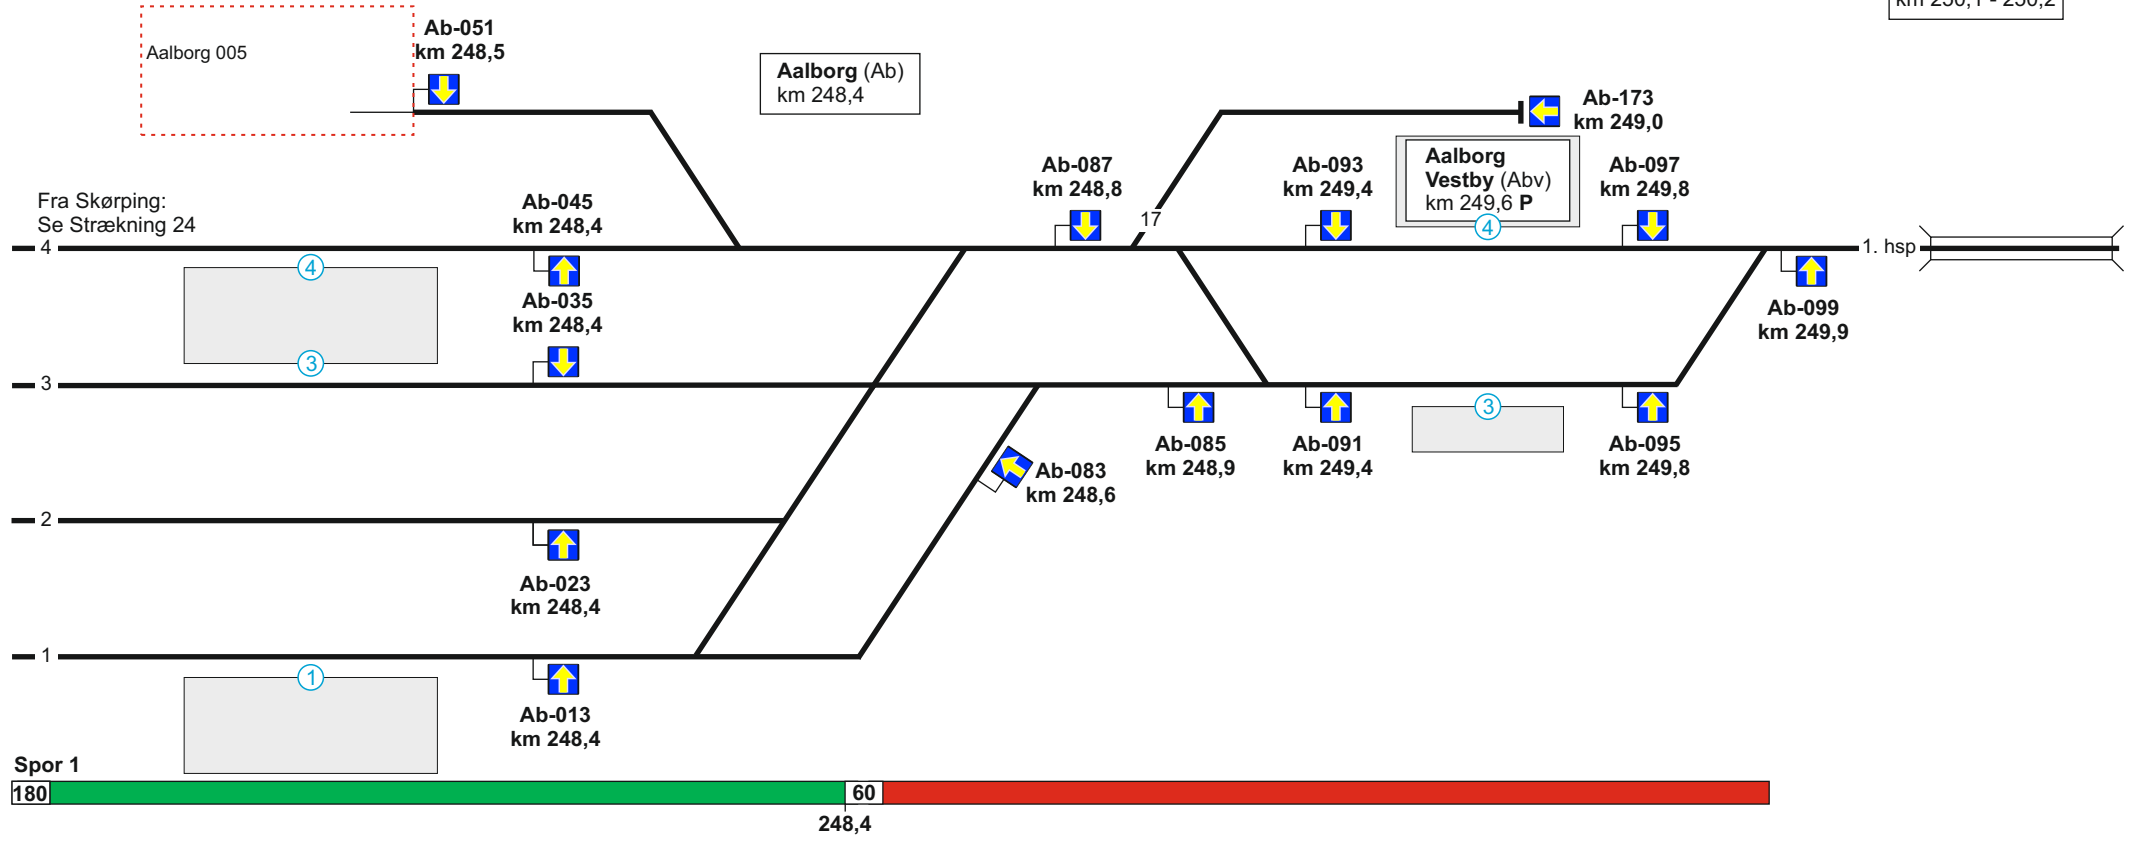 km 250,1 - 250,2
Ab-051
km 248,5
Aalborg 005
Aalborg (Ab)
km 248,4
Ab-173
km 249,0
Ab-087
km 248,8
Ab-093
km 249,4
Aalborg
Vestby (Abv)
km 249,6 P
4
Ab-097
km 249,8
Fra Skørping:
Se Strækning 24
Ab-045
km 248,4
17
4
1. hsp
4
Ab-035
km 248,4
Ab-099
km 249,9
3
3
3
Ab-085
km 248,9
Ab-091
km 249,4
Ab-095
km 249,8
Ab-083
km 248,6
2
Ab-023
km 248,4
1
1
Ab-013
km 248,4
Spor 1
180
60
248,4